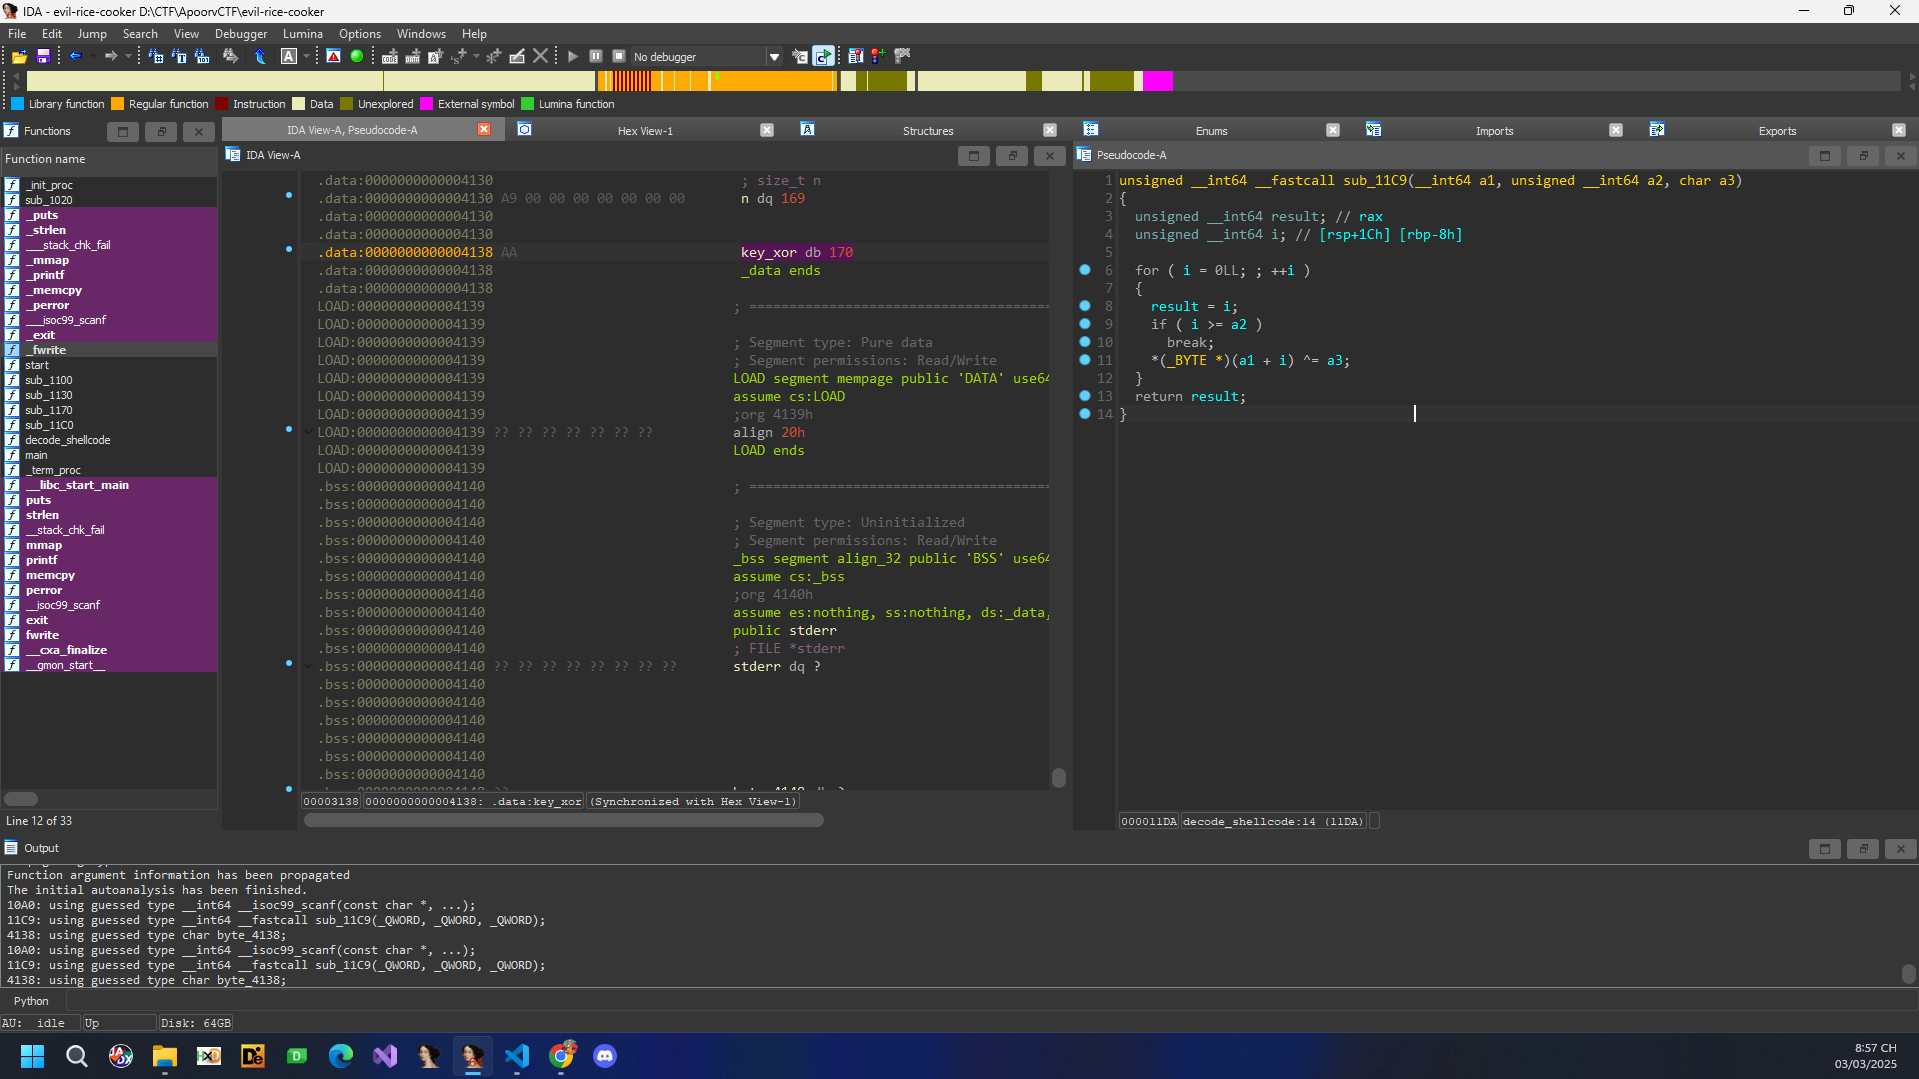 IDA - evil-rice-cooker D:\CTF\ApoorvCTF\evil-rice-cooker
File Edit Jump Search View Debugger Lumina Options Windows Help
No debugger
Library function Regular function Instruction Data Unexplored External symbol Lumina function
Functions
Function name
_init_proc
sub_1020
_puts
_strlen
___stack_chk_fail
_mmap
_printf
_memcpy
_perror
___isoc99_scanf
_exit
_fwrite
start
sub_1100
sub_1130
sub_1170
sub_11C0
decode_shellcode
main
_term_proc
__libc_start_main
puts
strlen
__stack_chk_fail
mmap
printf
memcpy
perror
__isoc99_scanf
exit
fwrite
__cxa_finalize
__gmon_start__
Line 12 of 33
IDA View-A, Pseudocode-A Hex View-1 Structures Enums Imports Exports
IDA View-A
.data:0000000000004130 ; size_t n
.data:0000000000004130 A9 00 00 00 00 00 00 00 n dq 169
.data:0000000000004130
.data:0000000000004130
.data:0000000000004138 AA key_xor db 170
.data:0000000000004138 _data ends
.data:0000000000004138
LOAD:0000000000004139 ; =====================================
LOAD:0000000000004139
LOAD:0000000000004139 ; Segment type: Pure data
LOAD:0000000000004139 ; Segment permissions: Read/Write
LOAD:0000000000004139 LOAD segment mempage public 'DATA' use64
LOAD:0000000000004139 assume cs:LOAD
LOAD:0000000000004139 ;org 4139h
LOAD:0000000000004139 ?? ?? ?? ?? ?? ?? ?? align 20h
LOAD:0000000000004139 LOAD ends
LOAD:0000000000004139
.bss:0000000000004140 ; =====================================
.bss:0000000000004140
.bss:0000000000004140 ; Segment type: Uninitialized
.bss:0000000000004140 ; Segment permissions: Read/Write
.bss:0000000000004140 _bss segment align_32 public 'BSS' use64
.bss:0000000000004140 assume cs:_bss
.bss:0000000000004140 ;org 4140h
.bss:0000000000004140 assume es:nothing, ss:nothing, ds:_data,
.bss:0000000000004140 public stderr
.bss:0000000000004140 ; FILE *stderr
.bss:0000000000004140 ?? ?? ?? ?? ?? ?? ?? ?? stderr dq ?
.bss:0000000000004140
.bss:0000000000004140
.bss:0000000000004140
.bss:0000000000004140
.bss:0000000000004140
.bss:0000000000004140
00003138 0000000000004138: .data:key_xor (Synchronized with Hex View-1)
Pseudocode-A
1 unsigned __int64 __fastcall sub_11C9(__int64 a1, unsigned __int64 a2, char a3)
2 {
3 unsigned __int64 result; // rax
4 unsigned __int64 i; // [rsp+1Ch] [rbp-8h]
5
6 for ( i = 0LL; ; ++i )
7 {
8 result = i;
9 if ( i >= a2 )
10 break;
11 *(_BYTE *)(a1 + i) ^= a3;
12 }
13 return result;
14 }
000011DA decode_shellcode:14 (11DA)
Output
Function argument information has been propagated
The initial autoanalysis has been finished.
10A0: using guessed type __int64 __isoc99_scanf(const char *, ...);
11C9: using guessed type __int64 __fastcall sub_11C9(_QWORD, _QWORD, _QWORD);
4138: using guessed type char byte_4138;
10A0: using guessed type __int64 __isoc99_scanf(const char *, ...);
11C9: using guessed type __int64 __fastcall sub_11C9(_QWORD, _QWORD, _QWORD);
4138: using guessed type char byte_4138;
Python
AU: idle Up Disk: 64GB
8:57 CH
03/03/2025